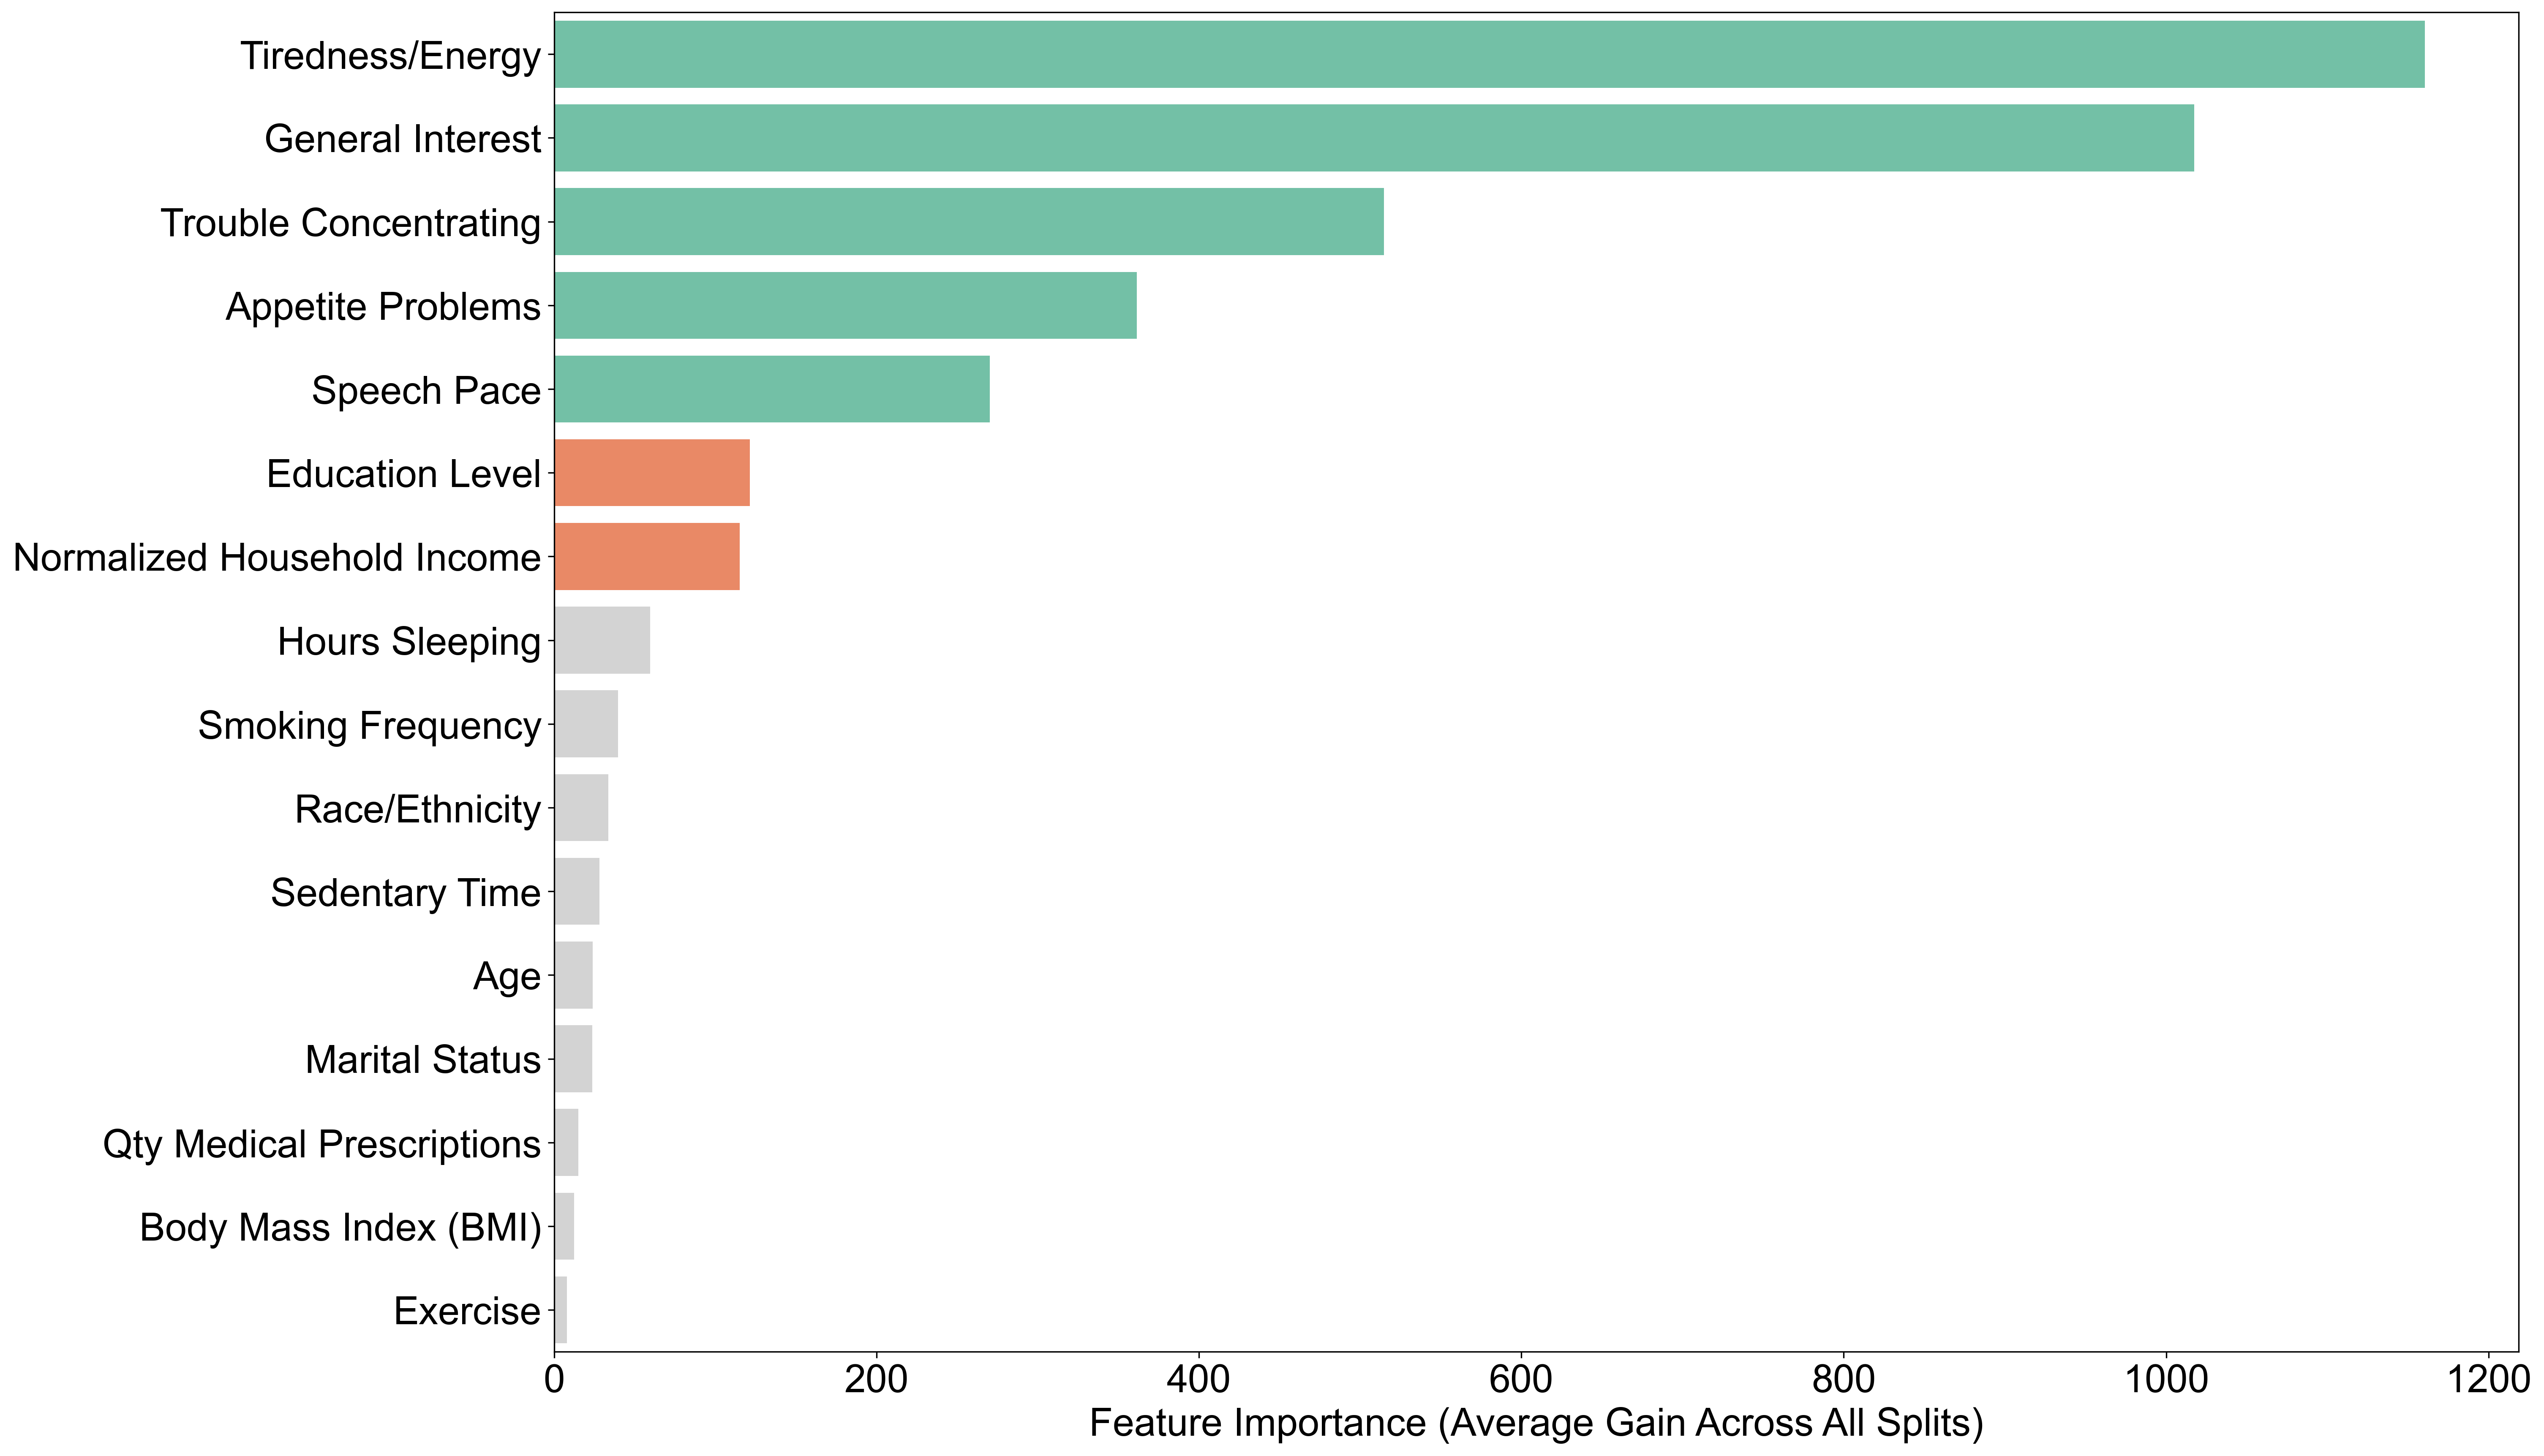 Tiredness/Energy
General Interest
Trouble Concentrating
Appetite Problems
Speech Pace
Education Level
Normalized Household Income
Hours Sleeping
Smoking Frequency
Race/Ethnicity
Sedentary Time
Age
Marital Status
Qty Medical Prescriptions
Body Mass Index (BMI)
Exercise
0 200 400 600 800 1000 1200
Feature Importance (Average Gain Across All Splits)